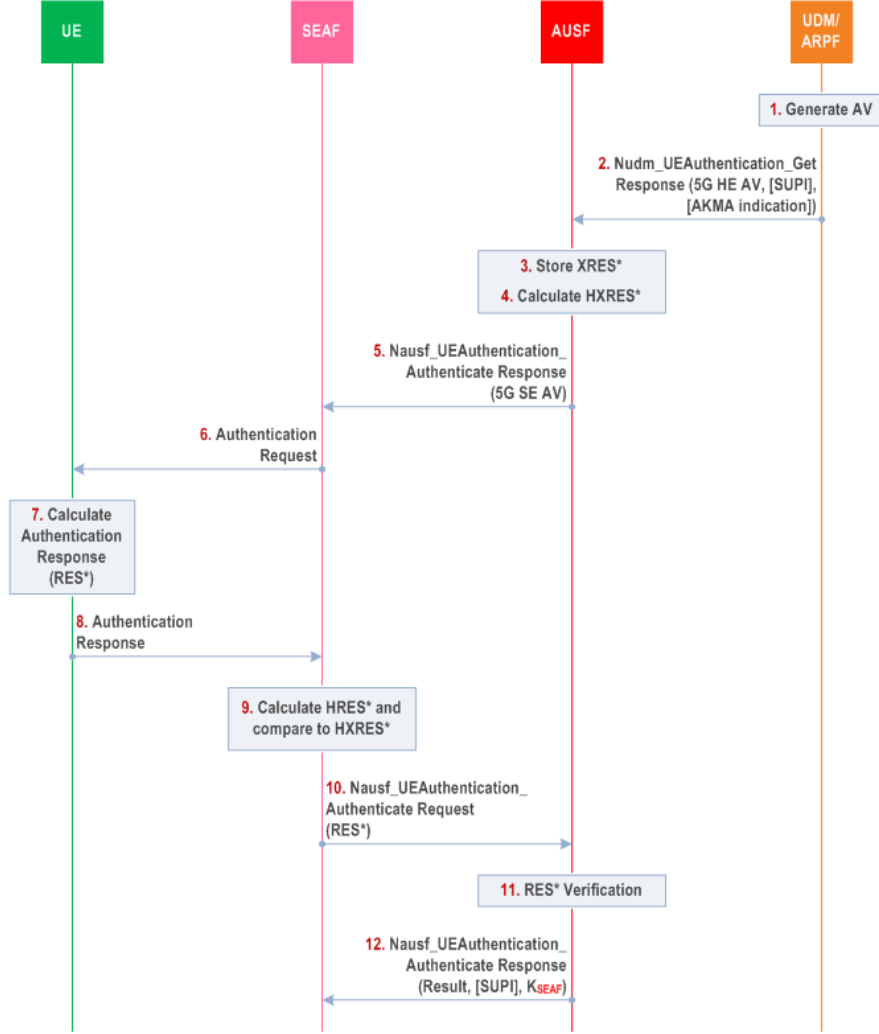 UE
SEAF
AUSF
UDM/
ARPF
1. Generate AV
2. Nudm_UEAuthentication_Get
Response (5G HE AV, [SUPI],
[AKMA indication])
3. Store XRES*
4. Calculate HXRES*
5. Nausf_UEAuthentication_
Authenticate Response
(5G SE AV)
6. Authentication
Request
7. Calculate
Authentication
Response
(RES*)
8. Authentication
Response
9. Calculate HRES* and
compare to HXRES*
10. Nausf_UEAuthentication_
Authenticate Request
(RES*)
11. RES* Verification
12. Nausf_UEAuthentication_
Authenticate Response
(Result, [SUPI], KSEAF)